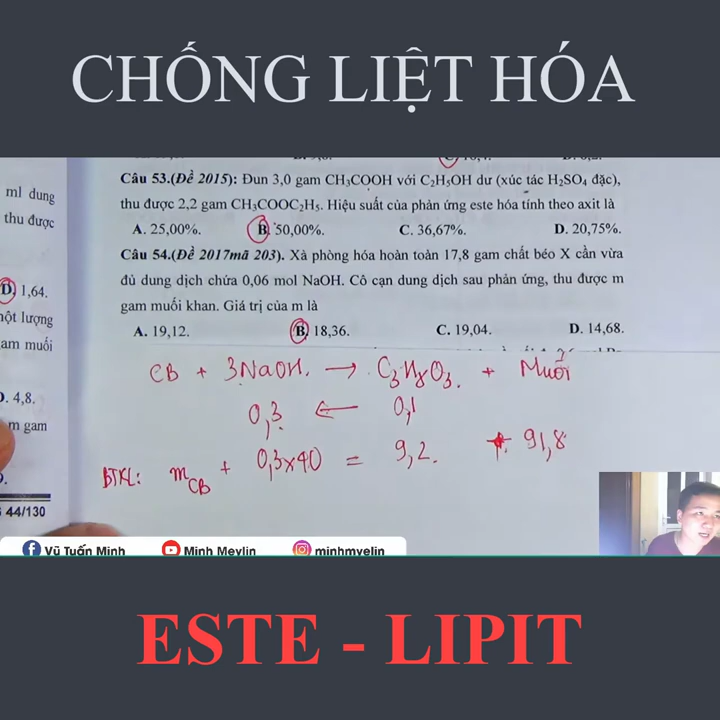 CHỐNG LIỆT HÓA
ml dung
thu được
D. 1,64.
một lượng
am muối
D. 4,8.
m gam
44/130
Câu 53.(Đề 2015): Đun 3,0 gam CH₃COOH với C₂H₅OH dư (xúc tác H₂SO₄ đặc),
thu được 2,2 gam CH₃COOC₂H₅. Hiệu suất của phản ứng este hóa tính theo axit là
A. 25,00%. B. 50,00%. C. 36,67%. D. 20,75%.
Câu 54.(Đề 2017mã 203). Xà phòng hóa hoàn toàn 17,8 gam chất béo X cần vừa
đủ dung dịch chứa 0,06 mol NaOH. Cô cạn dung dịch sau phản ứng, thu được m
gam muối khan. Giá trị của m là
A. 19,12. B. 18,36. C. 19,04. D. 14,68.
CB + 3NaOH → C₃H₈O₃ + Muối
0,3 ← 0,1
BTKL: mCB + 0,3x40 = 9,2 + 91,8
Vũ Tuấn Minh Minh Meylin minhmyelin
ESTE - LIPIT